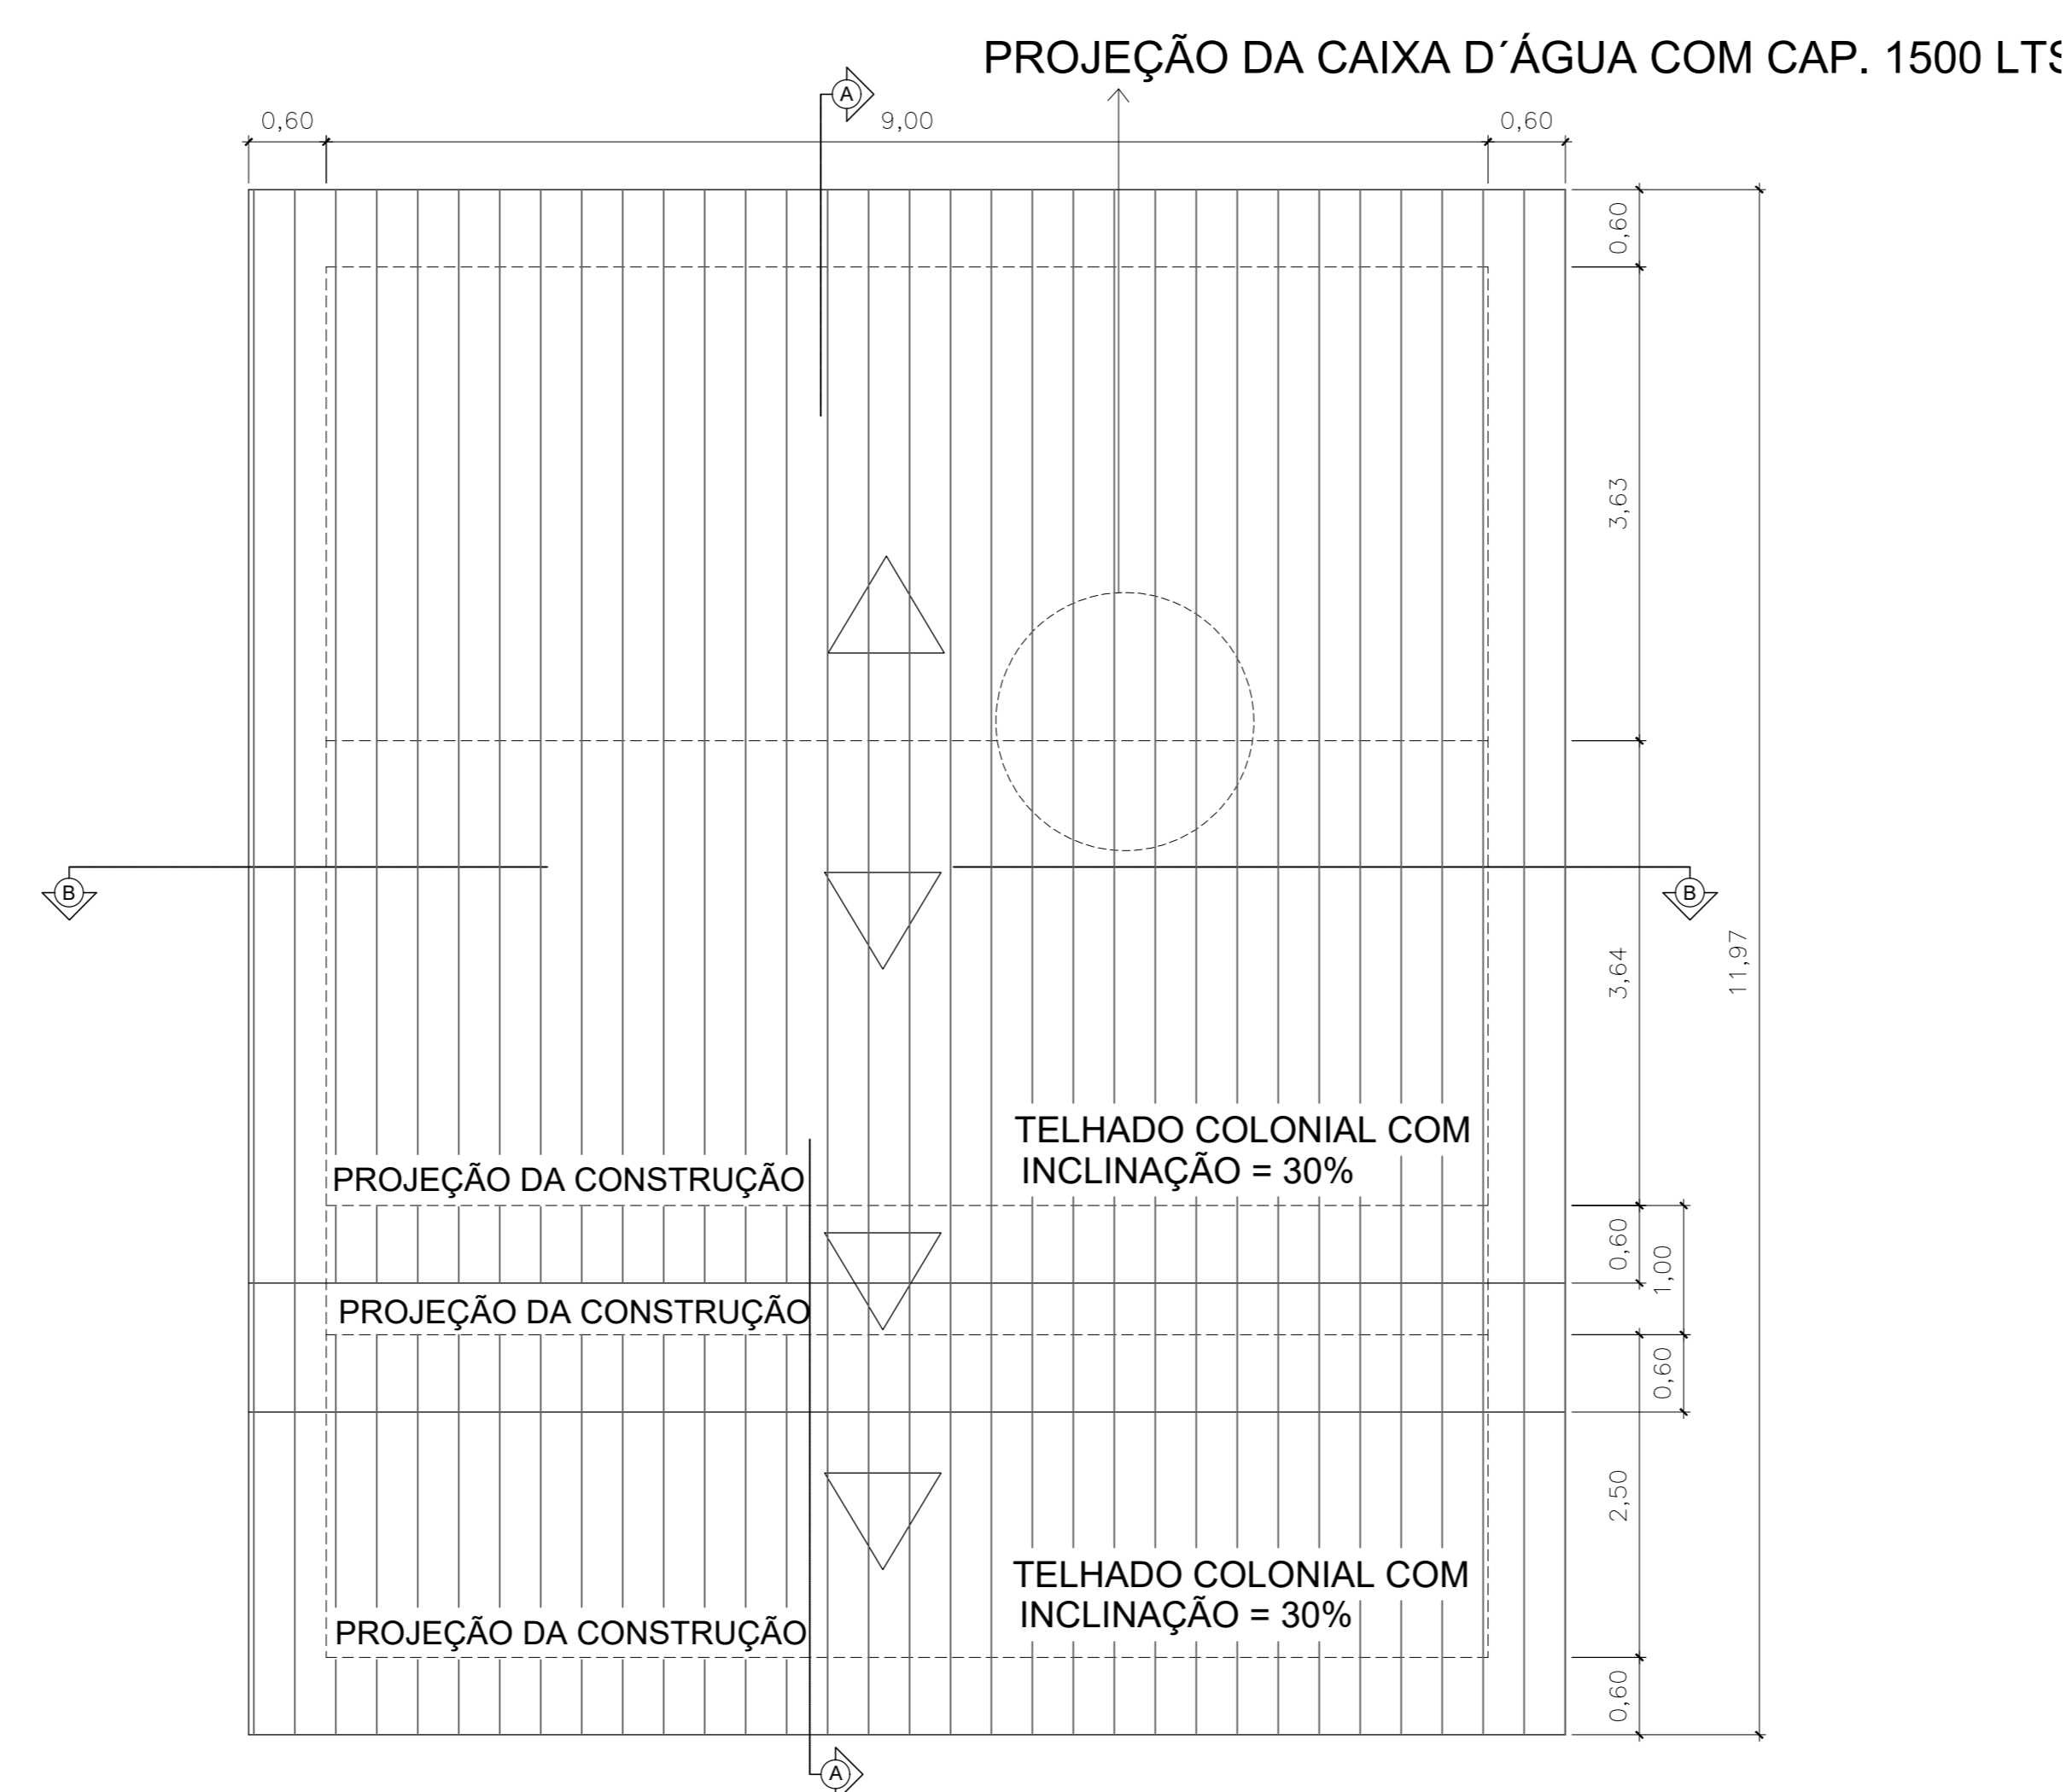 PROJEÇÃO DA CAIXA D´ÁGUA COM CAP. 1500 LTS
A
0,60
9,00
0,60
0,60
3,63
B
B
3,64
11,97
TELHADO COLONIAL COM
INCLINAÇÃO = 30%
PROJEÇÃO DA CONSTRUÇÃO
0,60
1,00
PROJEÇÃO DA CONSTRUÇÃO
0,60
2,50
TELHADO COLONIAL COM
INCLINAÇÃO = 30%
PROJEÇÃO DA CONSTRUÇÃO
0,60
A